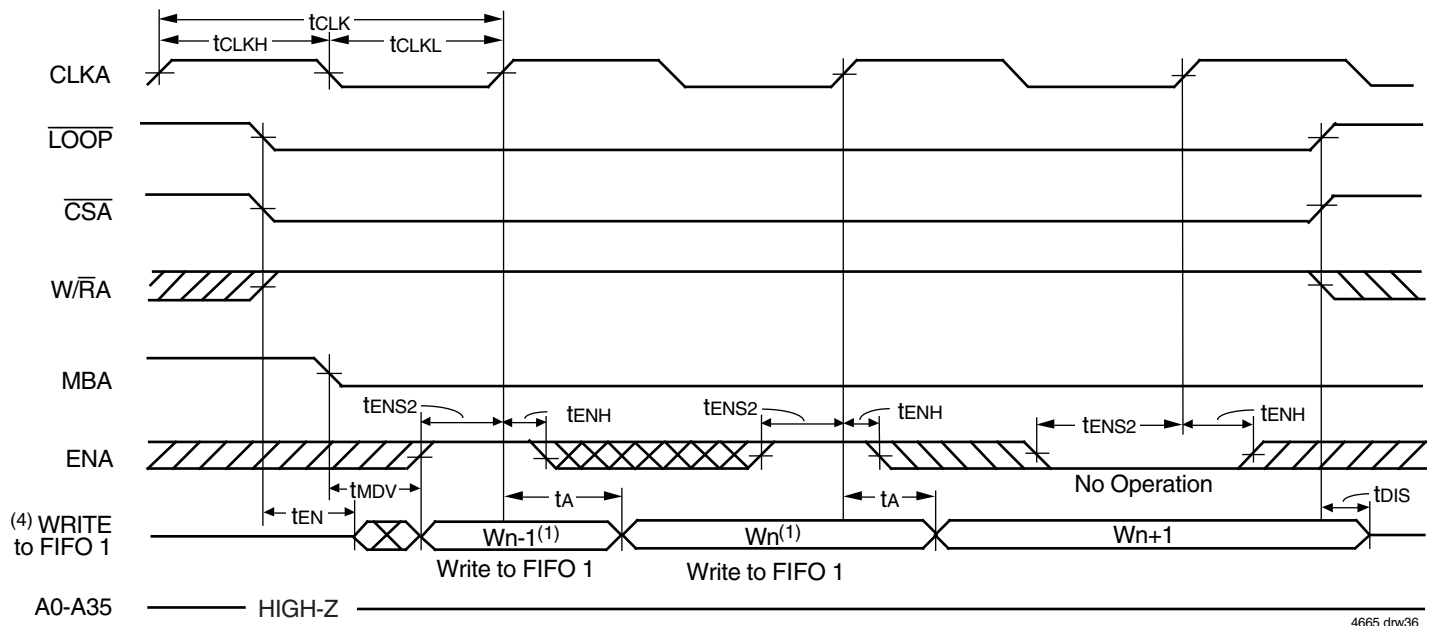 tCLK
tCLKH
tCLKL
CLKA
LOOP
CSA
W/RA
MBA
tENS2
tENH
tENS2
tENH
tENS2
tENH
ENA
No Operation
tMDV
tA
tA
tDIS
tEN
(4) WRITE
to FIFO 1
Wn-1(1)
Wn(1)
Wn+1
Write to FIFO 1
Write to FIFO 1
A0-A35
HIGH-Z
4665 drw36